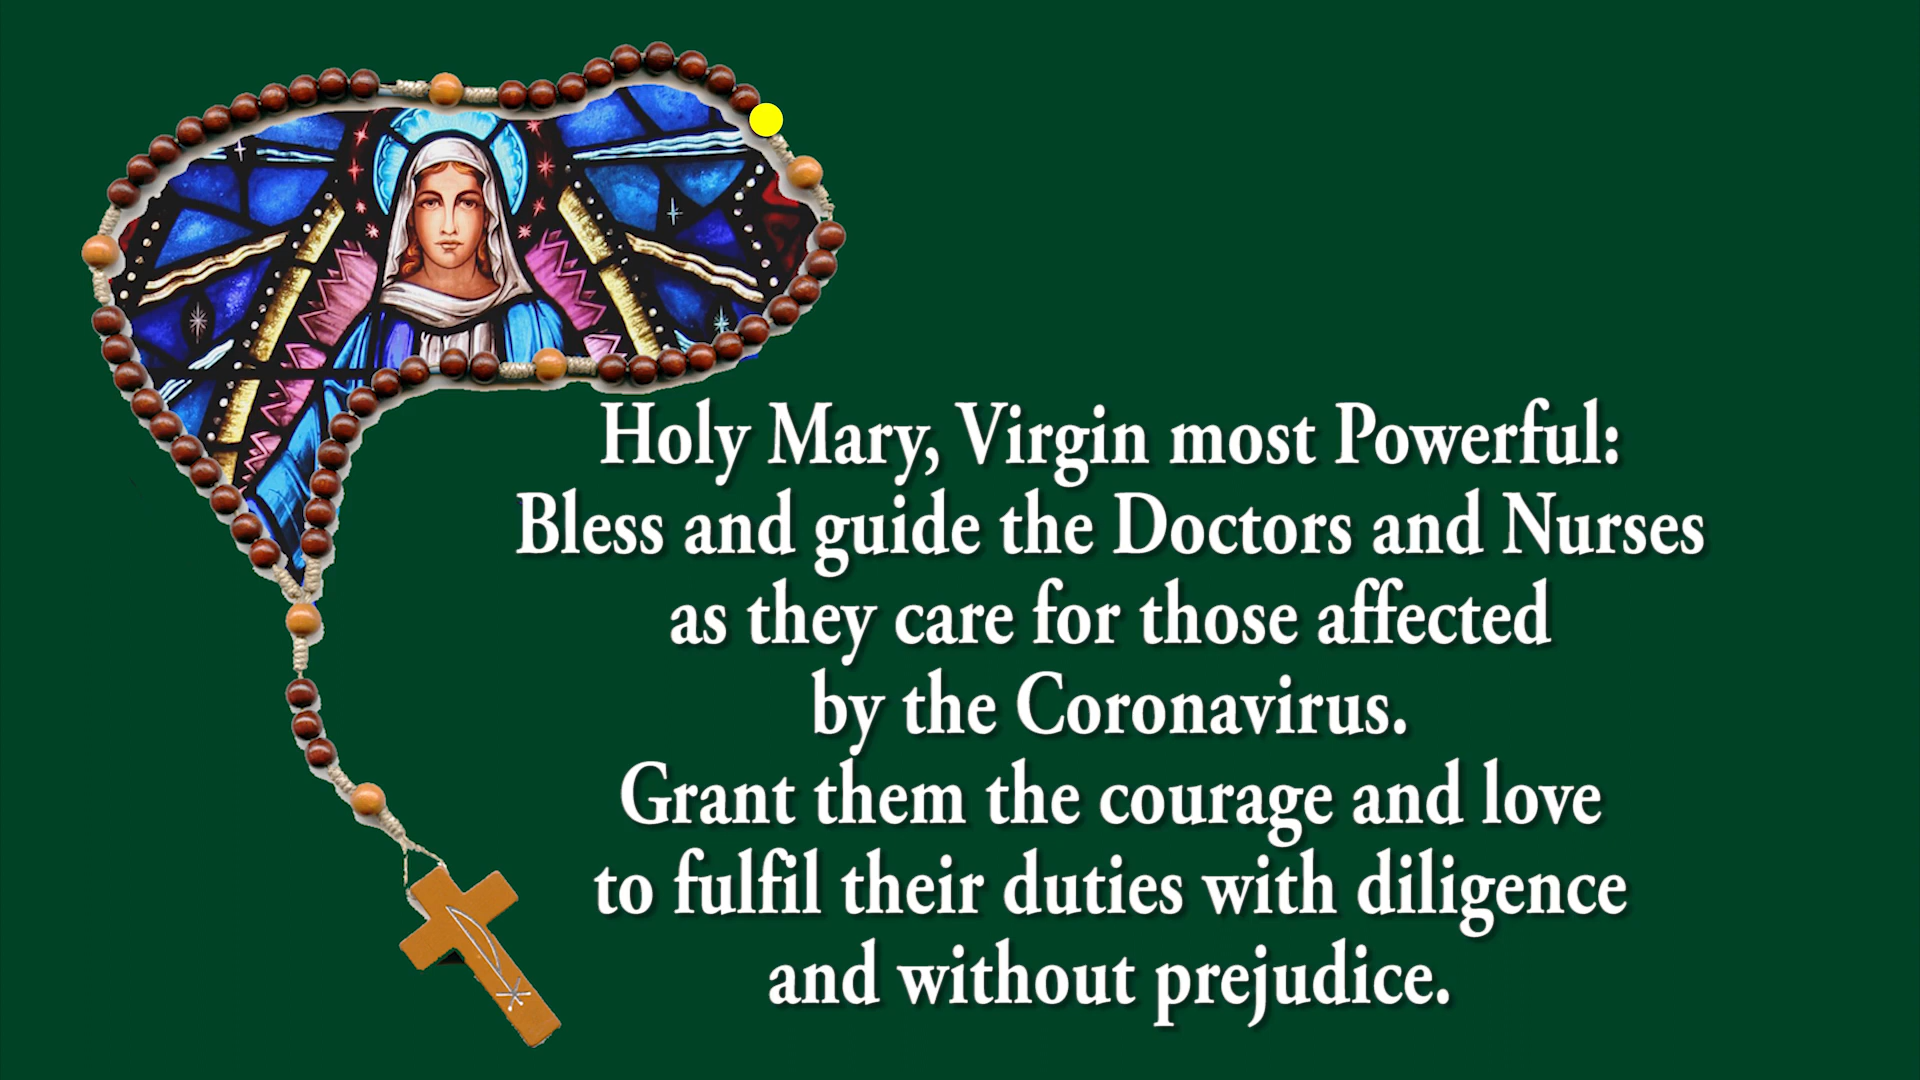 Holy Mary, Virgin most Powerful:
Bless and guide the Doctors and Nurses
as they care for those affected
by the Coronavirus.
Grant them the courage and love
to fulfil their duties with diligence
and without prejudice.